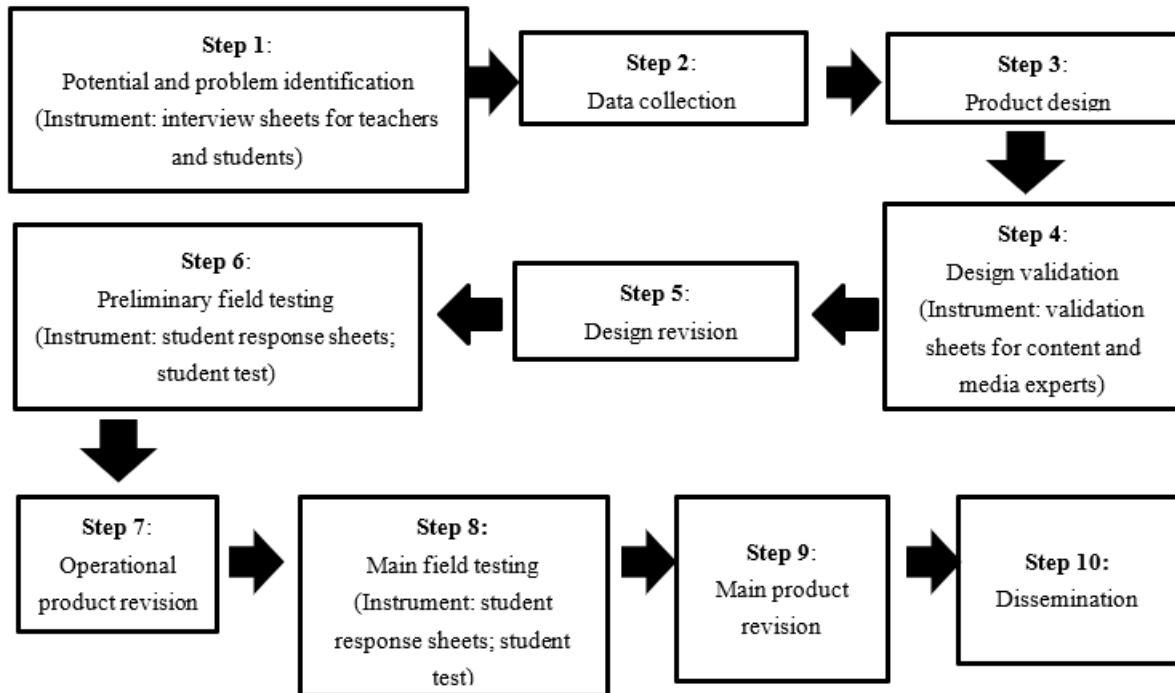 Step 1:
Potential and problem identification
(Instrument: interview sheets for teachers
and students)
Step 2:
Data collection
Step 3:
Product design
Step 4:
Design validation
(Instrument: validation
sheets for content and
media experts)
Step 5:
Design revision
Step 6:
Preliminary field testing
(Instrument: student response sheets;
student test)
Step 7:
Operational
product revision
Step 8:
Main field testing
(Instrument: student
response sheets; student
test)
Step 9:
Main product
revision
Step 10:
Dissemination